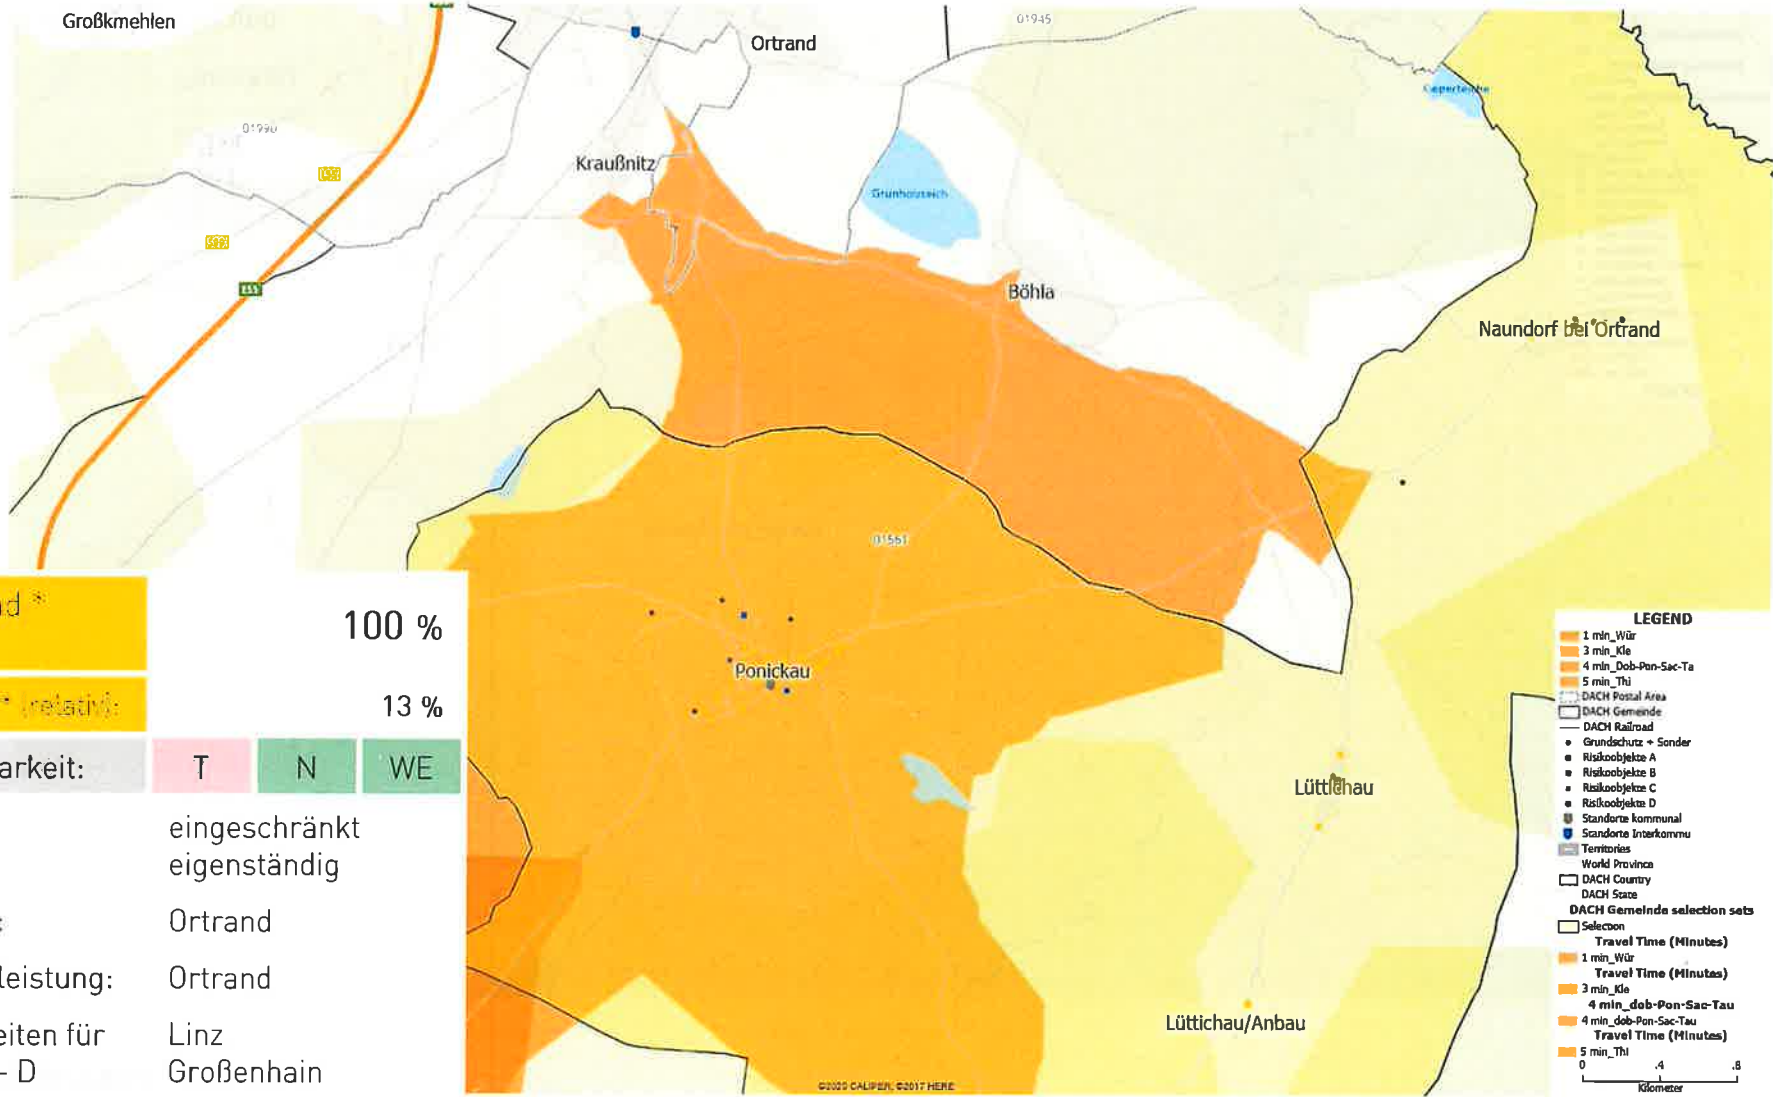 Großkmehlen
Ortrand
01945
01990
Kraußnitz
Grunholzteich
E55
Böhla
Naundorf bei Ortrand
01561
Ponickau
Lüttichau
Lüttichau/Anbau
©2020 CALIPER; ©2017 HERE
100 %
* (relativ):
13 %
arkeit:
T
N
WE
eingeschränkt
eigenständig
Ortrand
leistung:
Ortrand
eiten für
Linz
- D
Großenhain
LEGEND
1 min_Wür
3 min_Kle
4 min_Dob-Pon-Sac-Ta
5 min_Thi
DACH Postal Area
DACH Gemeinde
DACH Railroad
Grundschutz + Sonder
Risikoobjekte A
Risikoobjekte B
Risikoobjekte C
Risikoobjekte D
Standorte kommunal
Standorte Interkommu
Territories
World Province
DACH Country
DACH State
DACH Gemeinde selection sets
Selection
Travel Time (Minutes)
1 min_Wür
Travel Time (Minutes)
3 min_Kle
4 min_dob-Pon-Sac-Tau
4 min_dob-Pon-Sac-Tau
Travel Time (Minutes)
5 min_Thi
0 .4 .8
Kilometer